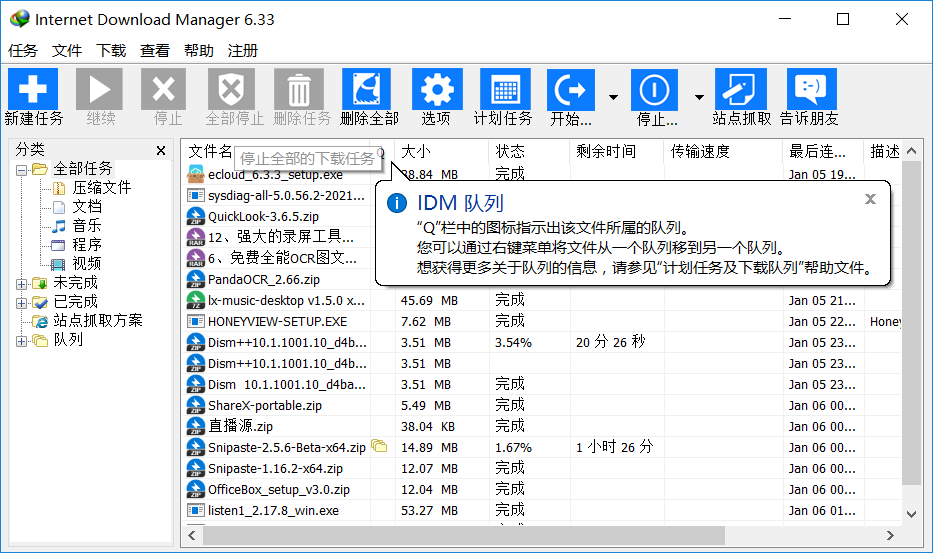 Internet Download Manager 6.33
任务 文件 下载 查看 帮助 注册
新建任务 继续 停止 全部停止 删除任务 删除全部 选项 计划任务 开始... 停止... 站点抓取 告诉朋友
分类
全部任务
压缩文件
文档
音乐
程序
视频
未完成
已完成
站点抓取方案
队列
文件名 Q 大小 状态 剩余时间 传输速度 最后连... 描述
停止全部的下载任务
ecloud_6.3.3_setup.exe 38.84 MB 完成 Jan 05 19...
IDM 队列
“Q”栏中的图标指示出该文件所属的队列。
您可以通过右键菜单将文件从一个队列移到另一个队列。
想获得更多关于队列的信息，请参见“计划任务及下载队列”帮助文件。
sysdiag-all-5.0.56.2-2021...
QuickLook-3.6.5.zip
12、强大的录屏工具...
6、免费全能OCR图文...
PandaOCR_2.66.zip
lx-music-desktop v1.5.0 x... 45.69 MB 完成 Jan 05 21...
HONEYVIEW-SETUP.EXE 7.62 MB 完成 Jan 05 22... Honey
Dism++10.1.1001.10_d4b... 3.51 MB 3.54% 20 分 26 秒 Jan 05 23...
Dism++10.1.1001.10_d4b... 3.51 MB Jan 05 23...
Dism 10.1.1001.10_d4ba... 3.51 MB 完成 Jan 05 23...
ShareX-portable.zip 5.49 MB 完成 Jan 06 00...
直播源.zip 38.04 KB 完成 Jan 06 00...
Snipaste-2.5.6-Beta-x64.zip 14.89 MB 1.67% 1 小时 26 分 Jan 06 00...
Snipaste-1.16.2-x64.zip 12.07 MB 完成 Jan 06 00...
OfficeBox_setup_v3.0.zip 12.04 MB 完成 Jan 06 00...
listen1_2.17.8_win.exe 53.27 MB 完成 Jan 06 01...